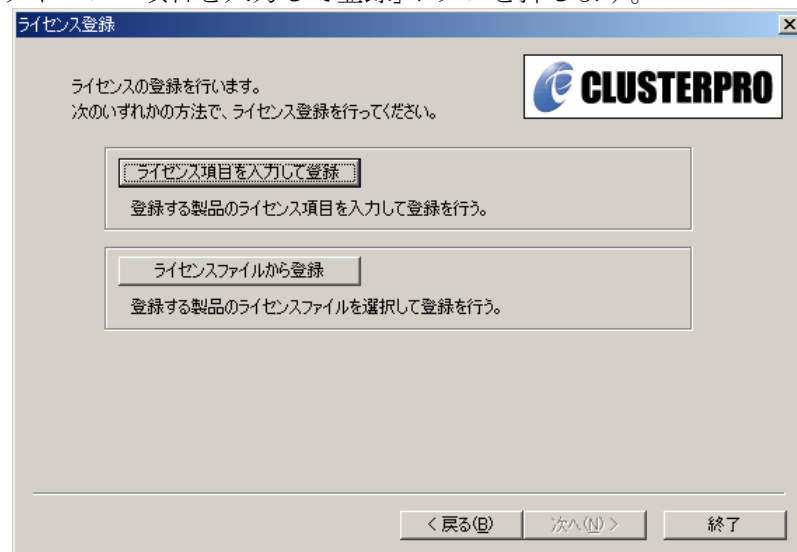 ライセンス登録
ライセンスの登録を行います。
次のいずれかの方法で、ライセンス登録を行ってください。
CLUSTERPRO
ライセンス項目を入力して登録
登録する製品のライセンス項目を入力して登録を行う。
ライセンスファイルから登録
登録する製品のライセンスファイルを選択して登録を行う。
< 戻る(B) 次へ(N) > 終了